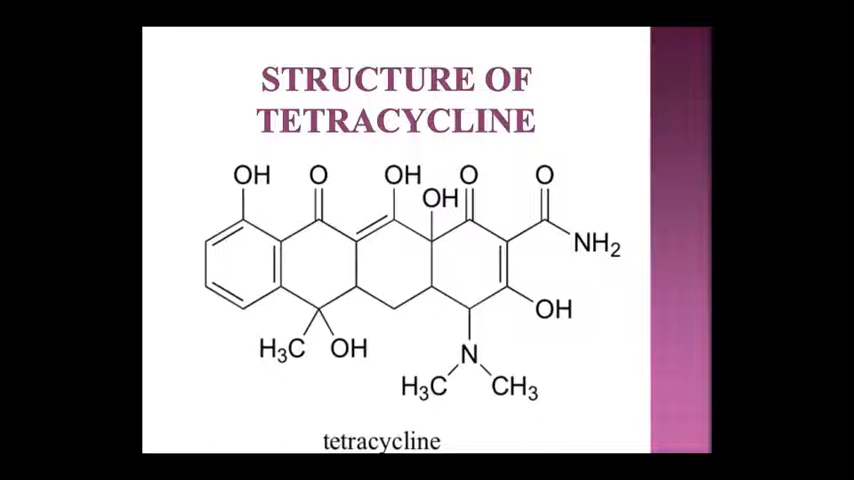 STRUCTURE OF
TETRACYCLINE
OH O OH O O
OH
NH2
OH
H3C OH
N
H3C CH3
tetracycline